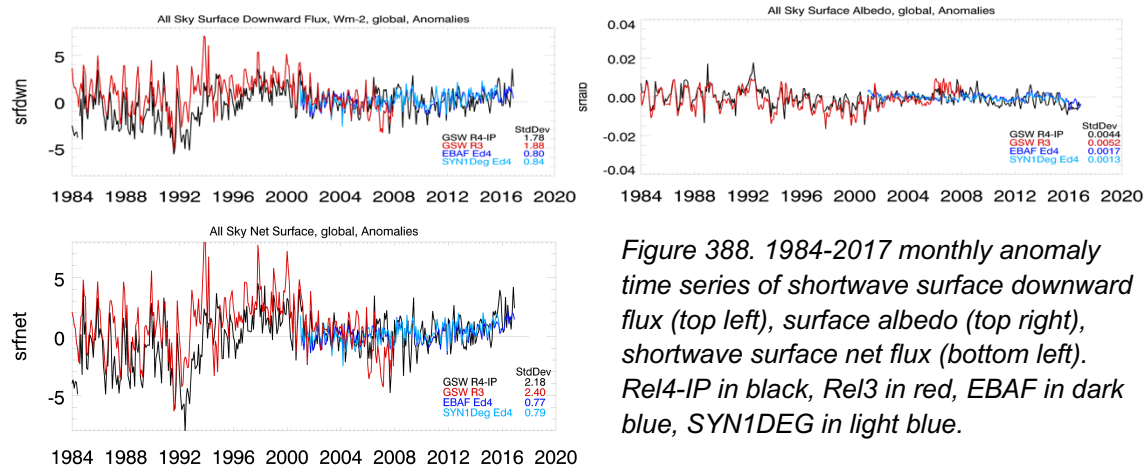 All Sky Surface Downward Flux, Wm-2, global, Anomalies
srfdwn
5
0
-5
StdDev
GSW R4-IP 1.78
GSW R3 1.88
EBAF Ed4 0.80
SYN1Deg Ed4 0.84
1984 1988 1992 1996 2000 2004 2008 2012 2016 2020
All Sky Surface Albedo, global, Anomalies
0.04
0.02
0.00
-0.02
-0.04
StdDev
GSW R4-IP 0.0044
GSW R3 0.0052
EBAF Ed4 0.0017
SYN1Deg Ed4 0.0013
1984 1988 1992 1996 2000 2004 2008 2012 2016 2020
All Sky Net Surface, global, Anomalies
srfnet
5
0
-5
StdDev
GSW R4-IP 2.18
GSW R3 2.40
EBAF Ed4 0.77
SYN1Deg Ed4 0.79
1984 1988 1992 1996 2000 2004 2008 2012 2016 2020
Figure 388. 1984-2017 monthly anomaly
time series of shortwave surface downward
flux (top left), surface albedo (top right),
shortwave surface net flux (bottom left).
Rel4-IP in black, Rel3 in red, EBAF in dark
blue, SYN1DEG in light blue.